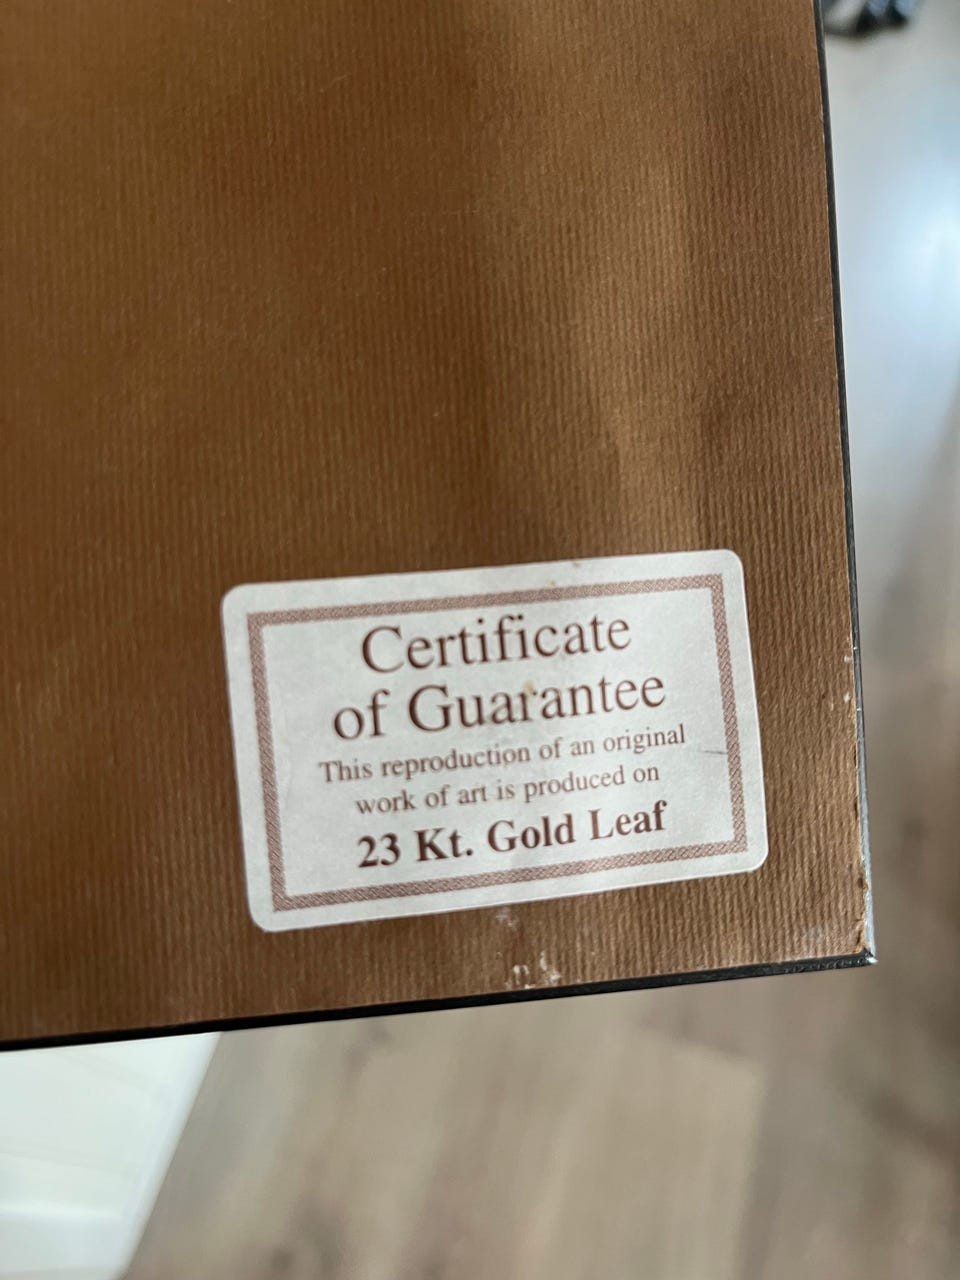 Certificate
of Guarantee
This reproduction of an original
work of art is produced on
23 Kt. Gold Leaf